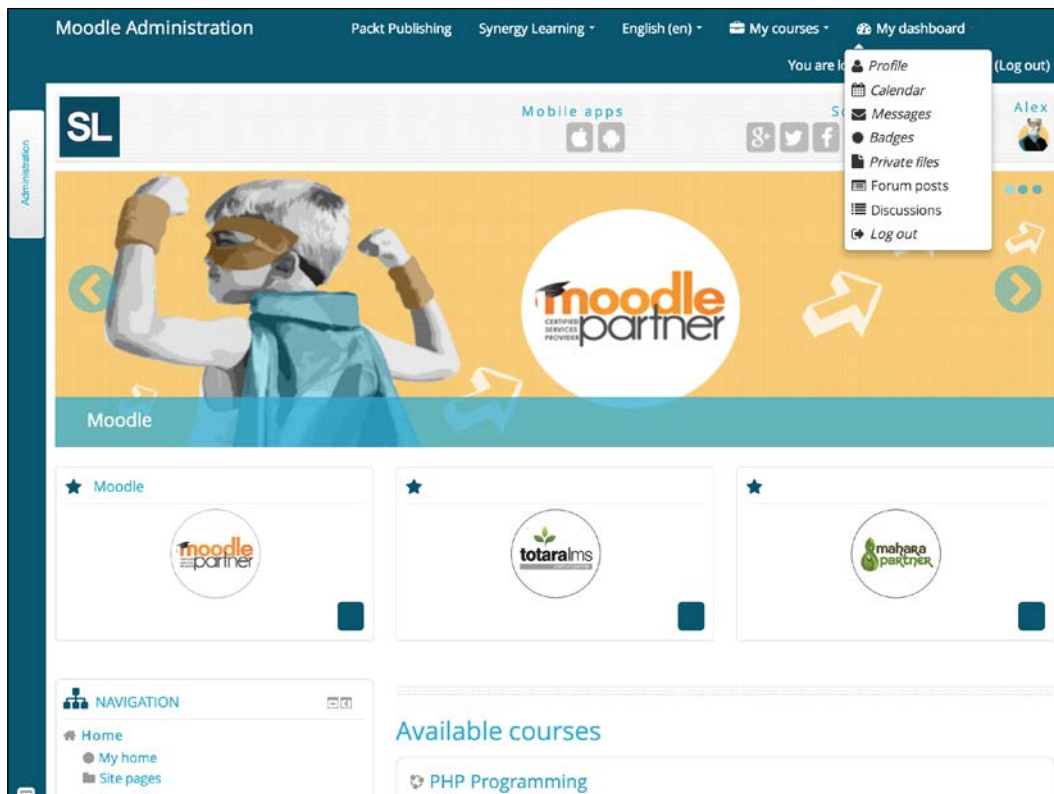 Moodle Administration
Packt Publishing
Synergy Learning
English (en)
My courses
My dashboard
You are l
(Log out)
Profile
Calendar
Messages
Badges
Private files
Forum posts
Discussions
Log out
Administration
SL
Mobile apps
S
Alex
moodle
CERTIFIED
SERVICES
PROVIDER
partner
Moodle
Moodle
moodle
partner
totaralms
mahara
partner
NAVIGATION
Home
My home
Site pages
Available courses
PHP Programming